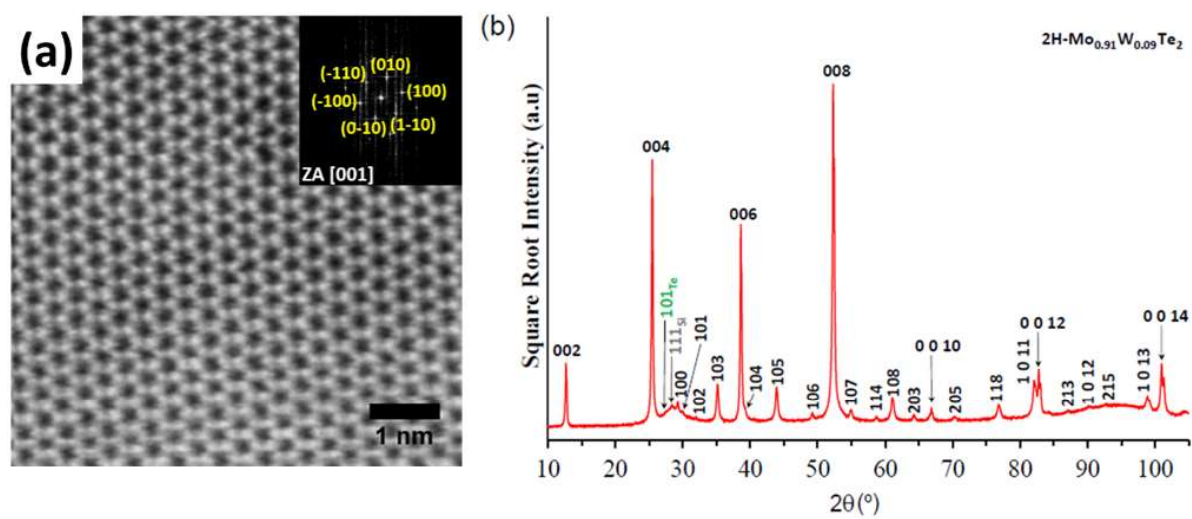 (a)
(010)
(-110)
(100)
(-100)
(0-10)
(1-10)
ZA [001]
1 nm
(b)
2H-Mo0.91W0.09Te2
Square Root Intensity (a.u)
002
004
101Te
111Si
100
101
102
103
006
104
105
106
008
107
114
108
203
0 0 10
205
118
1 0 11
0 0 12
213
1 0 12
215
1 0 13
0 0 14
10 20 30 40 50 60 70 80 90 100
2θ(°)